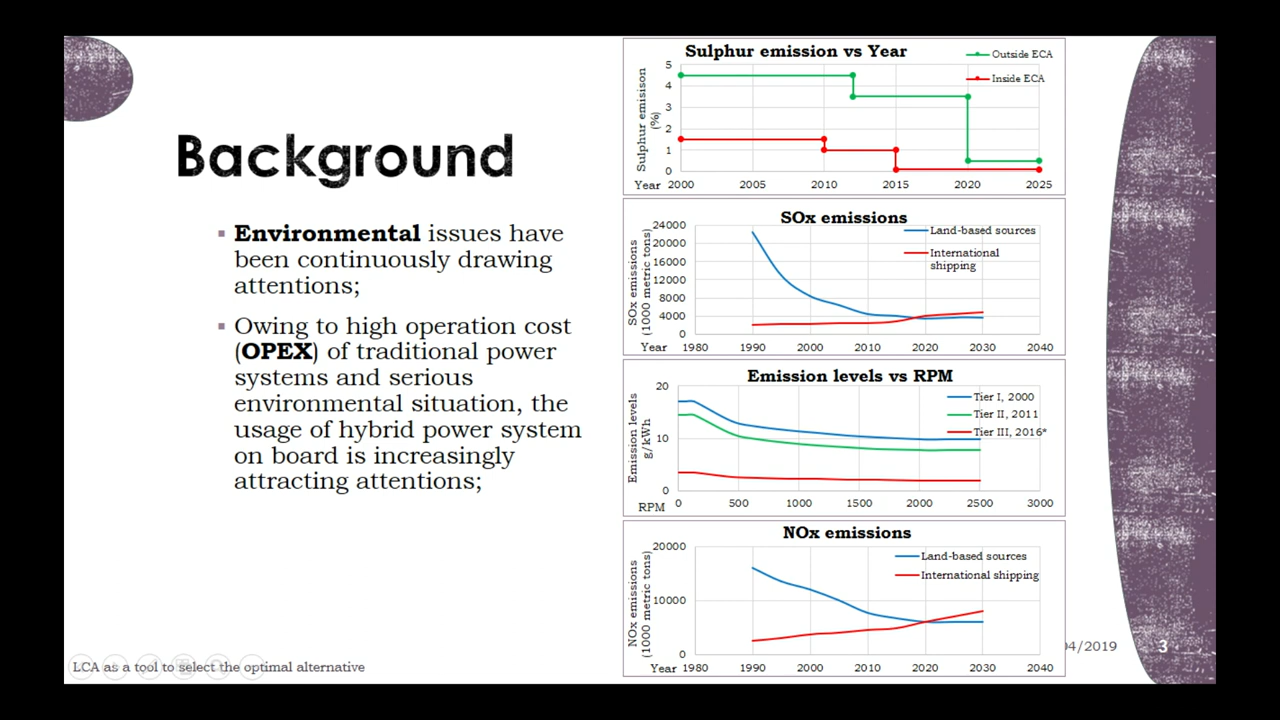 Background
▪ Environmental issues have
been continuously drawing
attentions;
▪ Owing to high operation cost
(OPEX) of traditional power
systems and serious
environmental situation, the
usage of hybrid power system
on board is increasingly
attracting attentions;
Sulphur emission vs Year
Outside ECA
Inside ECA
Sulphur emisison
(%)
5
4
3
2
1
0
Year 2000 2005 2010 2015 2020 2025
SOx emissions
Land-based sources
International
shipping
SOx emissions
(1000 metric tons)
24000
20000
16000
12000
8000
4000
0
Year 1980 1990 2000 2010 2020 2030 2040
Emission levels vs RPM
Tier I, 2000
Tier II, 2011
Tier III, 2016*
Emission levels
g/kWh
20
10
0
RPM 0 500 1000 1500 2000 2500 3000
NOx emissions
Land-based sources
International shipping
NOx emissions
(1000 metric tons)
20000
10000
0
Year 1980 1990 2000 2010 2020 2030 2040
LCA as a tool to select the optimal alternative
04/2019
3